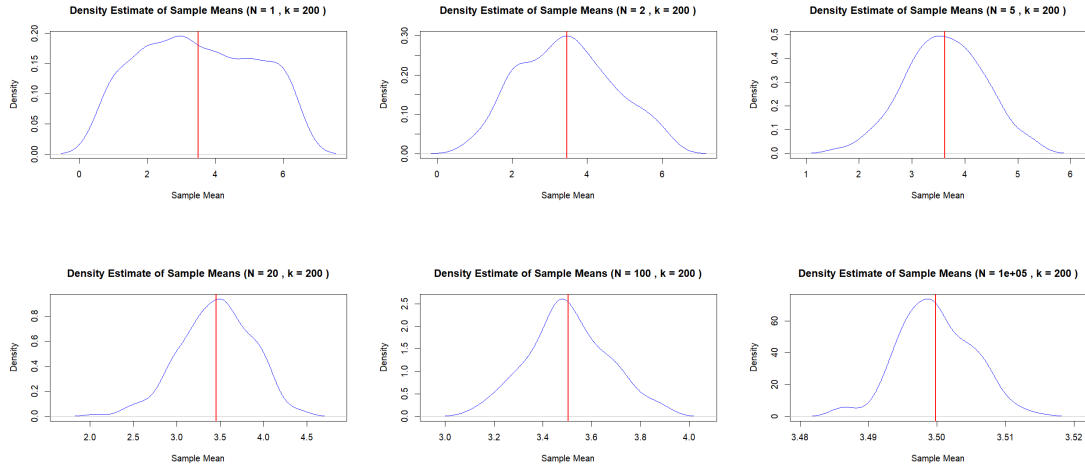 Density Estimate of Sample Means (N = 1 , k = 200 )
Density
0.00 0.05 0.10 0.15 0.20
0 2 4 6
Sample Mean
Density Estimate of Sample Means (N = 2 , k = 200 )
Density
0.00 0.10 0.20 0.30
0 2 4 6
Sample Mean
Density Estimate of Sample Means (N = 5 , k = 200 )
Density
0.0 0.1 0.2 0.3 0.4 0.5
1 2 3 4 5 6
Sample Mean
Density Estimate of Sample Means (N = 20 , k = 200 )
Density
0.0 0.2 0.4 0.6 0.8
2.0 2.5 3.0 3.5 4.0 4.5
Sample Mean
Density Estimate of Sample Means (N = 100 , k = 200 )
Density
0.0 0.5 1.0 1.5 2.0 2.5
3.0 3.2 3.4 3.6 3.8 4.0
Sample Mean
Density Estimate of Sample Means (N = 1e+05 , k = 200 )
Density
0 20 40 60
3.48 3.49 3.50 3.51 3.52
Sample Mean